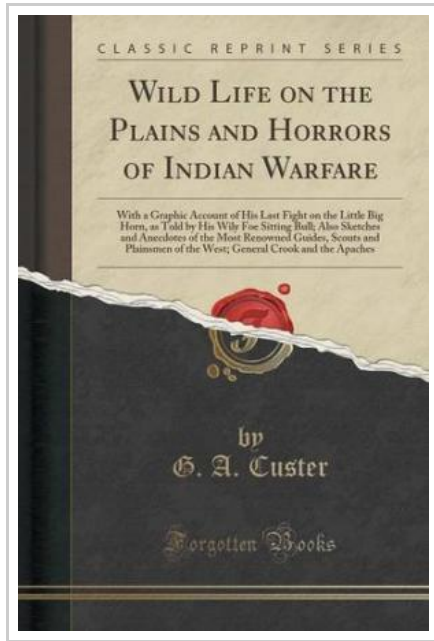 CLASSIC REPRINT SERIES
WILD LIFE ON THE
PLAINS AND HORRORS
OF INDIAN WARFARE
With a Graphic Account of His Last Fight on the Little Big
Horn, as Told by His Wily Foe Sitting Bull; Also Sketches
and Anecdotes of the Most Renowned Guides, Scouts and
Plainsmen of the West; General Crook and the Apaches
by
G. A. Custer
Forgotten Books